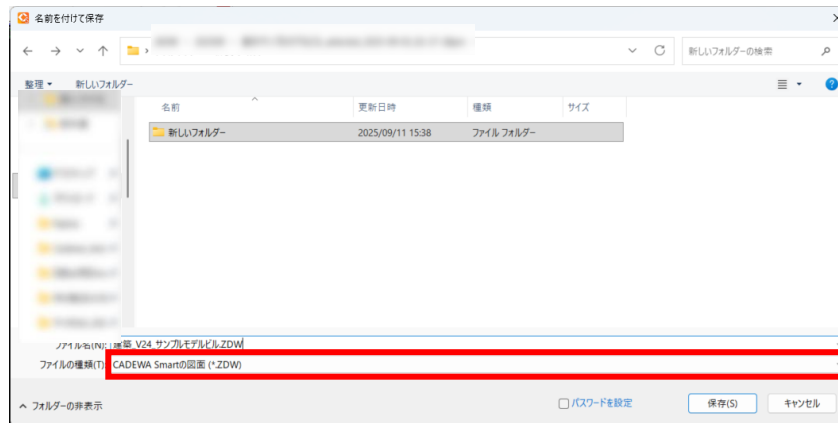 名前を付けて保存
新しいフォルダーの検索
整理 新しいフォルダー
名前 更新日時 種類 サイズ
新しいフォルダー 2025/09/11 15:38 ファイル フォルダー
ファイル名(N): 建築_V24_サンプルモデルビル.ZDW
ファイルの種類(T): CADEWA Smartの図面 (*.ZDW)
フォルダーの非表示 パスワードを設定 保存(S) キャンセル